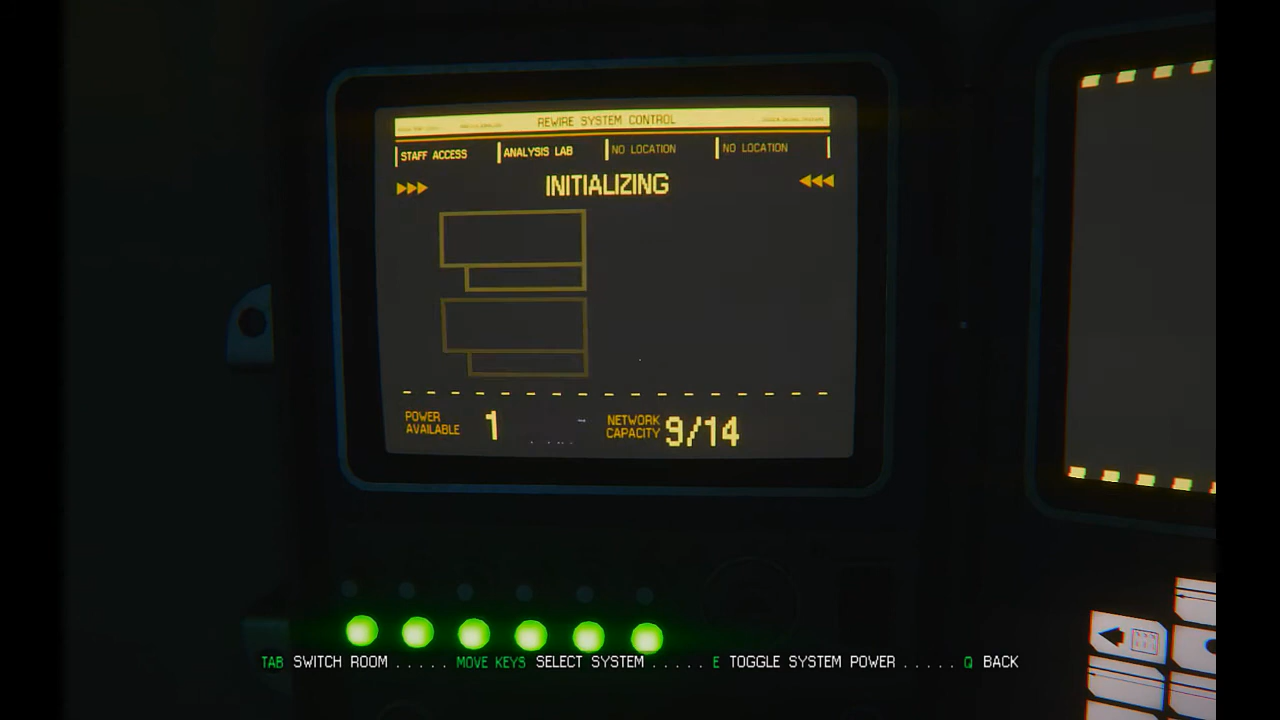 REWIRE SYSTEM CONTROL
STAFF ACCESS
ANALYSIS LAB
NO LOCATION
NO LOCATION
INITIALIZING
POWER AVAILABLE 1
NETWORK CAPACITY 9/14
TAB SWITCH ROOM ..... MOVE KEYS SELECT SYSTEM ..... E TOGGLE SYSTEM POWER ..... Q BACK